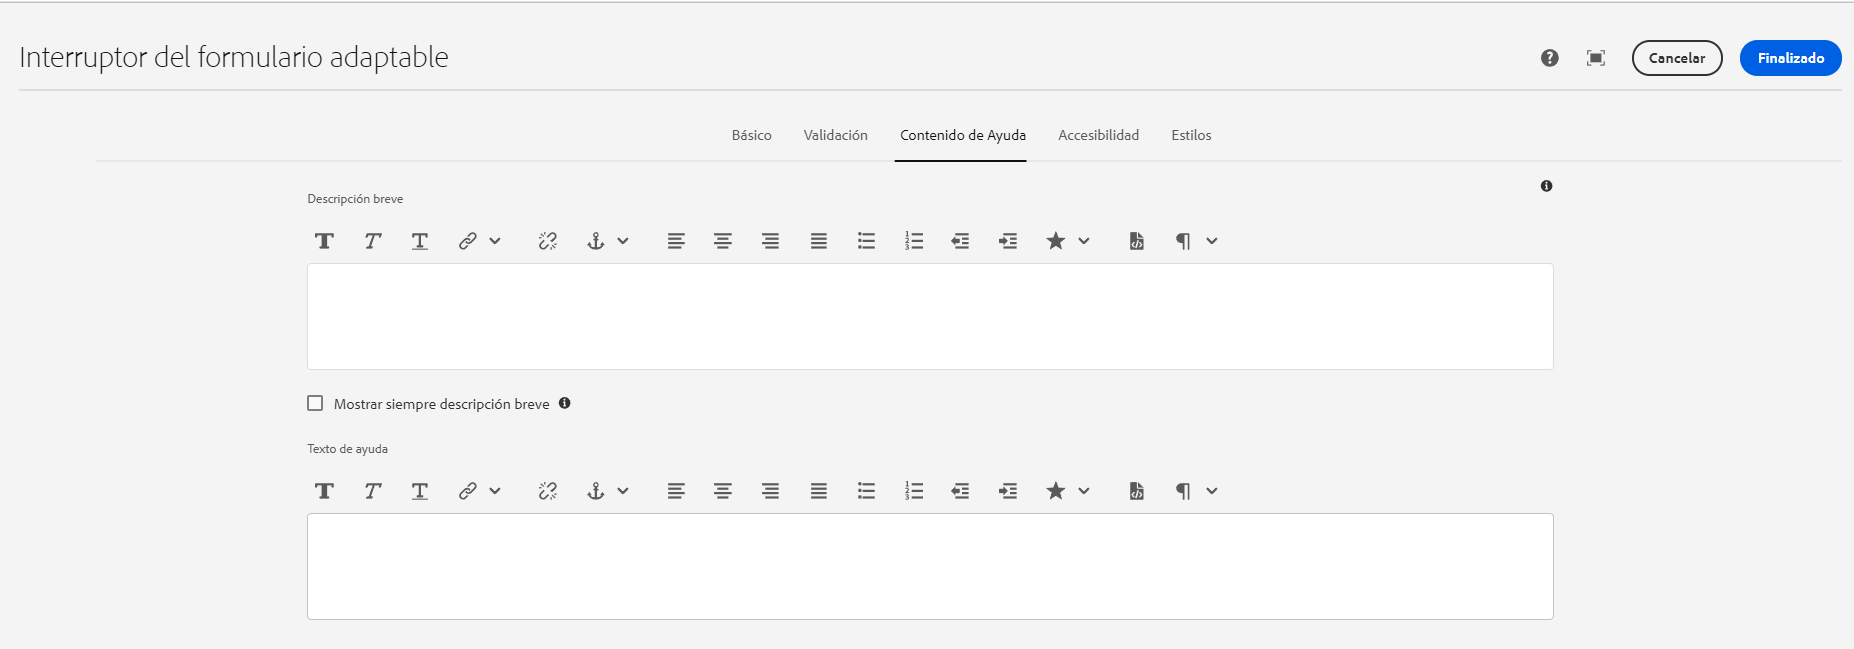 Interruptor del formulario adaptable
Cancelar
Finalizado
Básico
Validación
Contenido de Ayuda
Accesibilidad
Estilos
Descripción breve
Mostrar siempre descripción breve
Texto de ayuda